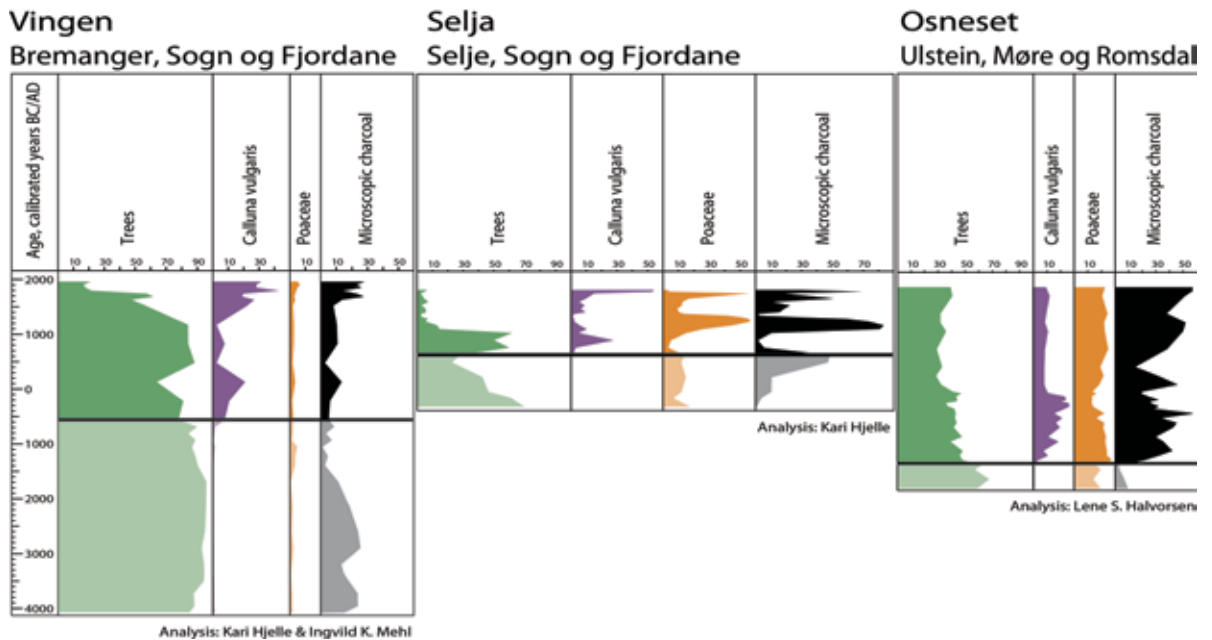 Vingen
Bremanger, Sogn og Fjordane
Age, calibrated years BC/AD
Trees
Calluna vulgaris
Poaceae
Microscopic charcoal
10 30 50 70 90 10 30 10 10 30 50
2000
1000
0
1000
2000
3000
4000
Analysis: Kari Hjelle & Ingvild K. Mehl
Selja
Selje, Sogn og Fjordane
Trees
Calluna vulgaris
Poaceae
Microscopic charcoal
10 30 50 70 90 10 30 50 10 30 50 10 30 50
Analysis: Kari Hjelle
Osneset
Ulstein, Møre og Romsdal
Trees
Calluna vulgaris
Poaceae
Microscopic charcoal
10 30 50 70 10 10 10 30 50
Analysis: Lene S. Halvorsen